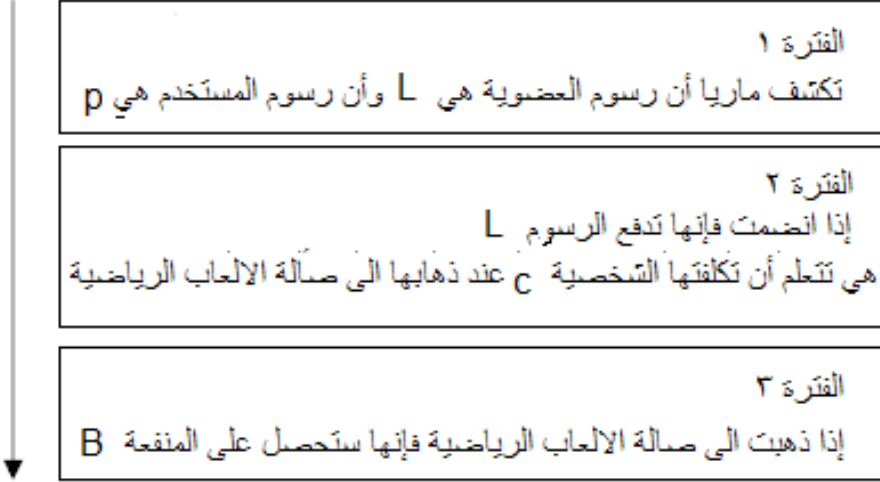 الفترة ١
تكشف ماريا أن رسوم العضوية هي L وأن رسوم المستخدم هي p
الفترة ٢
إذا انضمت فإنها تدفع الرسوم L
هي تتعلم أن تكلفتها الشخصية c عند ذهابها الى صالة الالعاب الرياضية
الفترة ٣
إذا ذهبت الى صالة الالعاب الرياضية فإنها ستحصل على المنفعة B